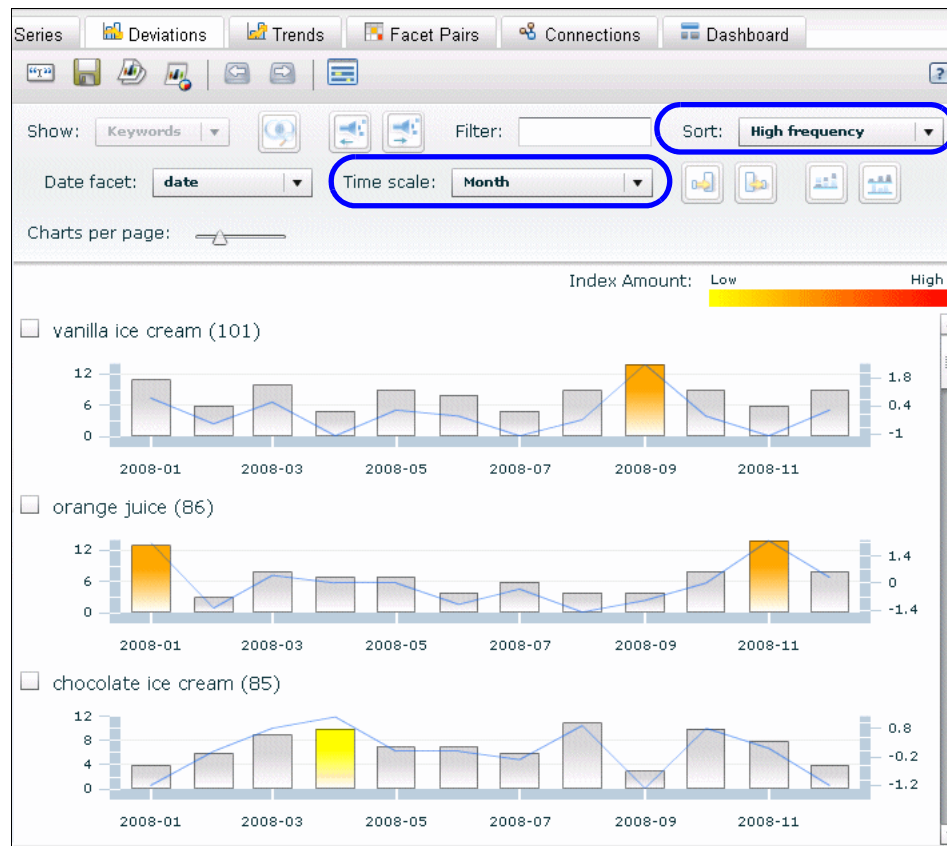 Series Deviations Trends Facet Pairs Connections Dashboard
?
Show: Keywords Filter: Sort: High frequency
Date facet: date Time scale: Month
Charts per page:
Index Amount: Low High
vanilla ice cream (101)
12 1.8
6 0.4
0 -1
2008-01 2008-03 2008-05 2008-07 2008-09 2008-11
orange juice (86)
12 1.4
6 0
0 -1.4
2008-01 2008-03 2008-05 2008-07 2008-09 2008-11
chocolate ice cream (85)
12 0.8
8 -0.2
4 -1.2
0
2008-01 2008-03 2008-05 2008-07 2008-09 2008-11